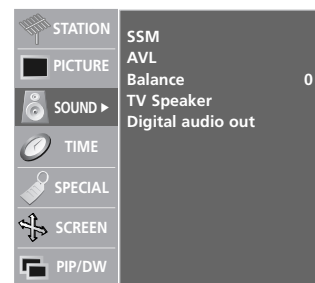 STATION
PICTURE
SOUND ►
TIME
SPECIAL
SCREEN
PIP/DW
SSM
AVL
Balance 0
TV Speaker
Digital audio out